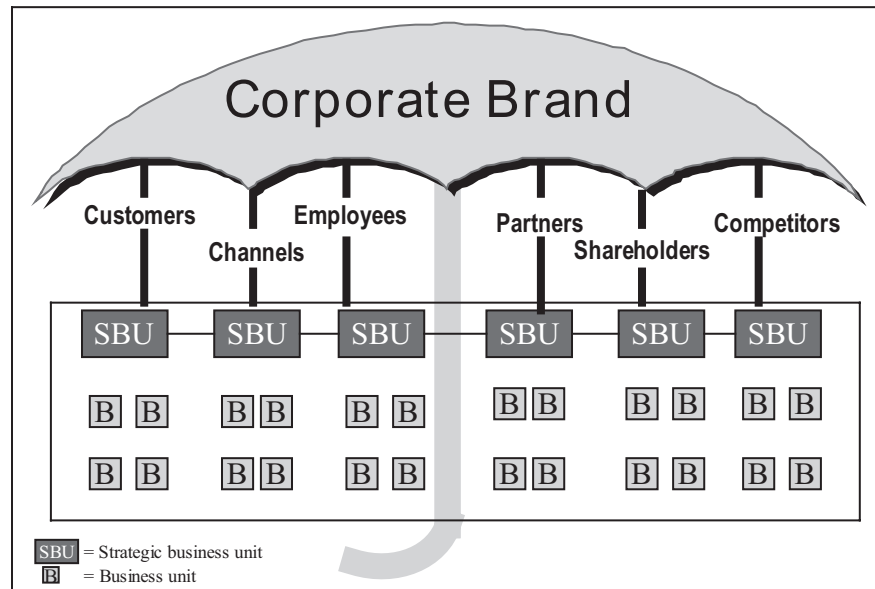 Corporate Brand
Customers
Employees
Partners
Competitors
Channels
Shareholders
SBU SBU SBU SBU SBU SBU
B B B B B B B B B B B B
B B B B B B B B B B B B
SBU = Strategic business unit
B = Business unit